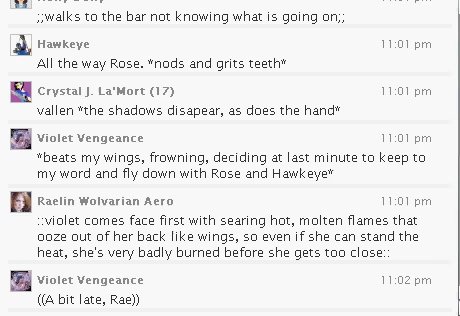 11:01 pm
;;walks to the bar not knowing what is going on;;
Hawkeye 11:01 pm
All the way Rose. *nods and grits teeth*
Crystal J. La'Mort (17) 11:01 pm
vallen *the shadows disapear, as does the hand*
Violet Vengeance 11:01 pm
*beats my wings, frowning, deciding at last minute to keep to
my word and fly down with Rose and Hawkeye*
Raelin Wolvarian Aero 11:01 pm
::violet comes face first with searing hot, molten flames that
ooze out of her back like wings, so even if she can stand the
heat, she's very badly burned before she gets too close::
Violet Vengeance 11:02 pm
((A bit late, Rae))